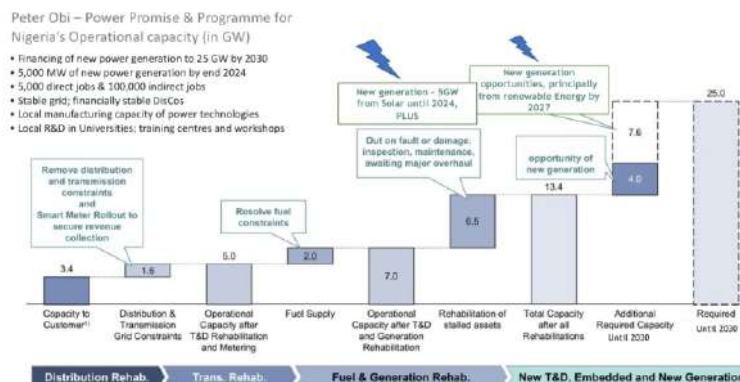 Peter Obi – Power Promise & Programme for
Nigeria's Operational capacity (in GW)
• Financing of new power generation to 25 GW by 2030
• 5,000 MW of new power generation by end 2024
• 5,000 direct jobs & 100,000 indirect jobs
• Stable grid; financially stable DisCos
• Local manufacturing capacity of power technologies
• Local R&D in Universities; training centres and workshops
New generation - 5GW
from Solar until 2024,
PLUS
New generation
opportunities, principally
from renewable Energy by
2027
25.0
7.6
Out on fault or damage;
inspection, maintenance,
awaiting major overhaul
opportunity of
new generation
4.0
Remove distribution
and transmission
constraints
and
Smart Meter Rollout to
secure revenue
collection
Resolve fuel
constraints
3.4
1.6
5.0
2.0
7.0
6.5
13.4
Capacity to
Customer¹⁾
Distribution &
Transmission
Grid Constraints
Operational
Capacity after
T&D Rehabilitation
and Metering
Fuel Supply
Operational
Capacity after T&D
and Generation
Rehabilitation
Rehabilitation of
stalled assets
Total Capacity
after all
Rehabilitations
Additional
Required Capacity
Until 2030
Required
Until 2030
Distribution Rehab.
Trans. Rehab.
Fuel & Generation Rehab.
New T&D, Embedded and New Generation